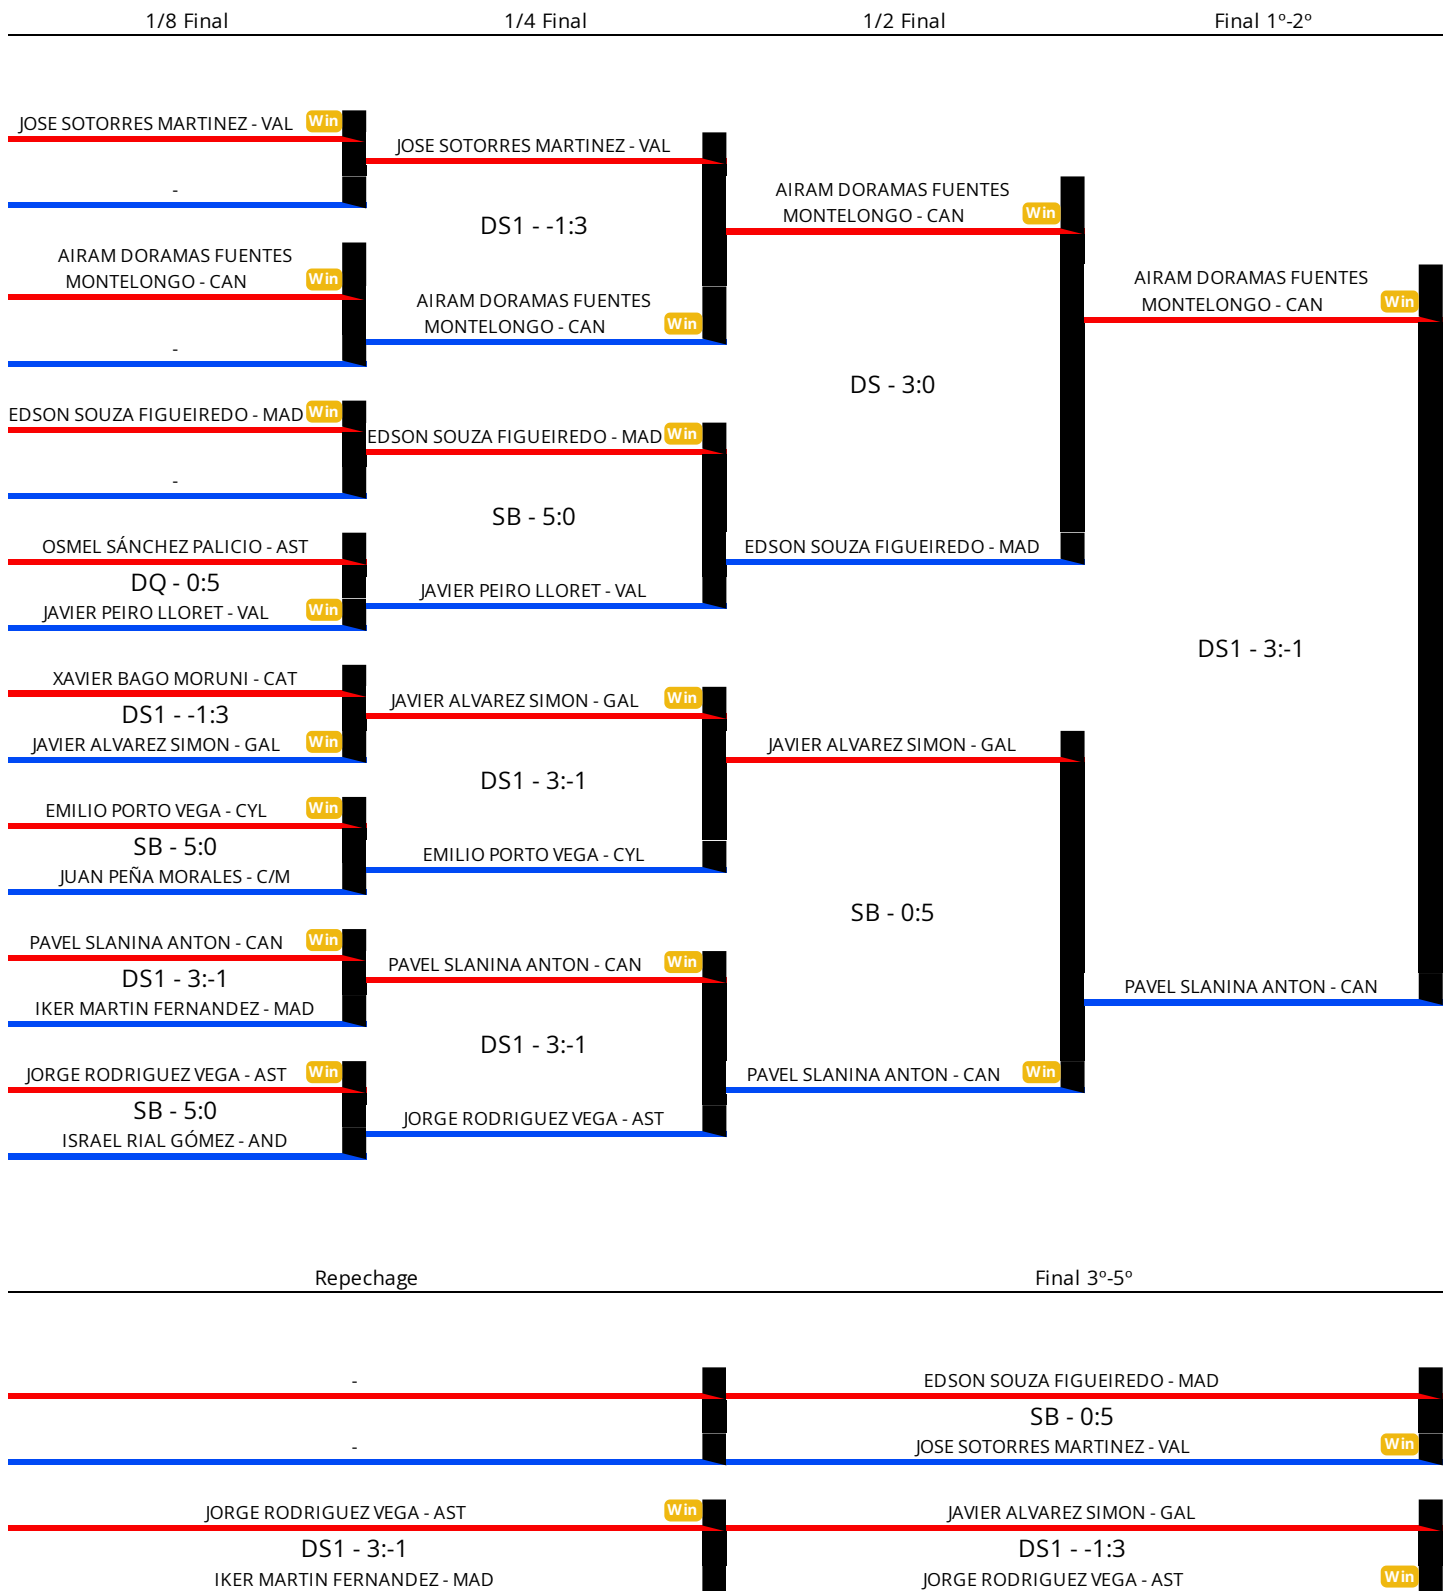 1/8 Final 1/4 Final 1/2 Final Final 1º-2º
JOSE SOTORRES MARTINEZ - VAL Win
-
AIRAM DORAMAS FUENTES
MONTELONGO - CAN Win
-
EDSON SOUZA FIGUEIREDO - MAD Win
-
OSMEL SÁNCHEZ PALICIO - AST
DQ - 0:5
JAVIER PEIRO LLORET - VAL Win
XAVIER BAGO MORUNI - CAT
DS1 - -1:3
JAVIER ALVAREZ SIMON - GAL Win
EMILIO PORTO VEGA - CYL Win
SB - 5:0
JUAN PEÑA MORALES - C/M
PAVEL SLANINA ANTON - CAN Win
DS1 - 3:-1
IKER MARTIN FERNANDEZ - MAD
JORGE RODRIGUEZ VEGA - AST Win
SB - 5:0
ISRAEL RIAL GÓMEZ - AND
JOSE SOTORRES MARTINEZ - VAL
DS1 - -1:3
AIRAM DORAMAS FUENTES
MONTELONGO - CAN Win
EDSON SOUZA FIGUEIREDO - MAD Win
SB - 5:0
JAVIER PEIRO LLORET - VAL
JAVIER ALVAREZ SIMON - GAL Win
DS1 - 3:-1
EMILIO PORTO VEGA - CYL
PAVEL SLANINA ANTON - CAN Win
DS1 - 3:-1
JORGE RODRIGUEZ VEGA - AST
AIRAM DORAMAS FUENTES
MONTELONGO - CAN Win
DS - 3:0
EDSON SOUZA FIGUEIREDO - MAD
JAVIER ALVAREZ SIMON - GAL
SB - 0:5
PAVEL SLANINA ANTON - CAN Win
AIRAM DORAMAS FUENTES
MONTELONGO - CAN Win
DS1 - 3:-1
PAVEL SLANINA ANTON - CAN
Repechage Final 3º-5º
-
-
JORGE RODRIGUEZ VEGA - AST Win
DS1 - 3:-1
IKER MARTIN FERNANDEZ - MAD
EDSON SOUZA FIGUEIREDO - MAD
SB - 0:5
JOSE SOTORRES MARTINEZ - VAL Win
JAVIER ALVAREZ SIMON - GAL
DS1 - -1:3
JORGE RODRIGUEZ VEGA - AST Win